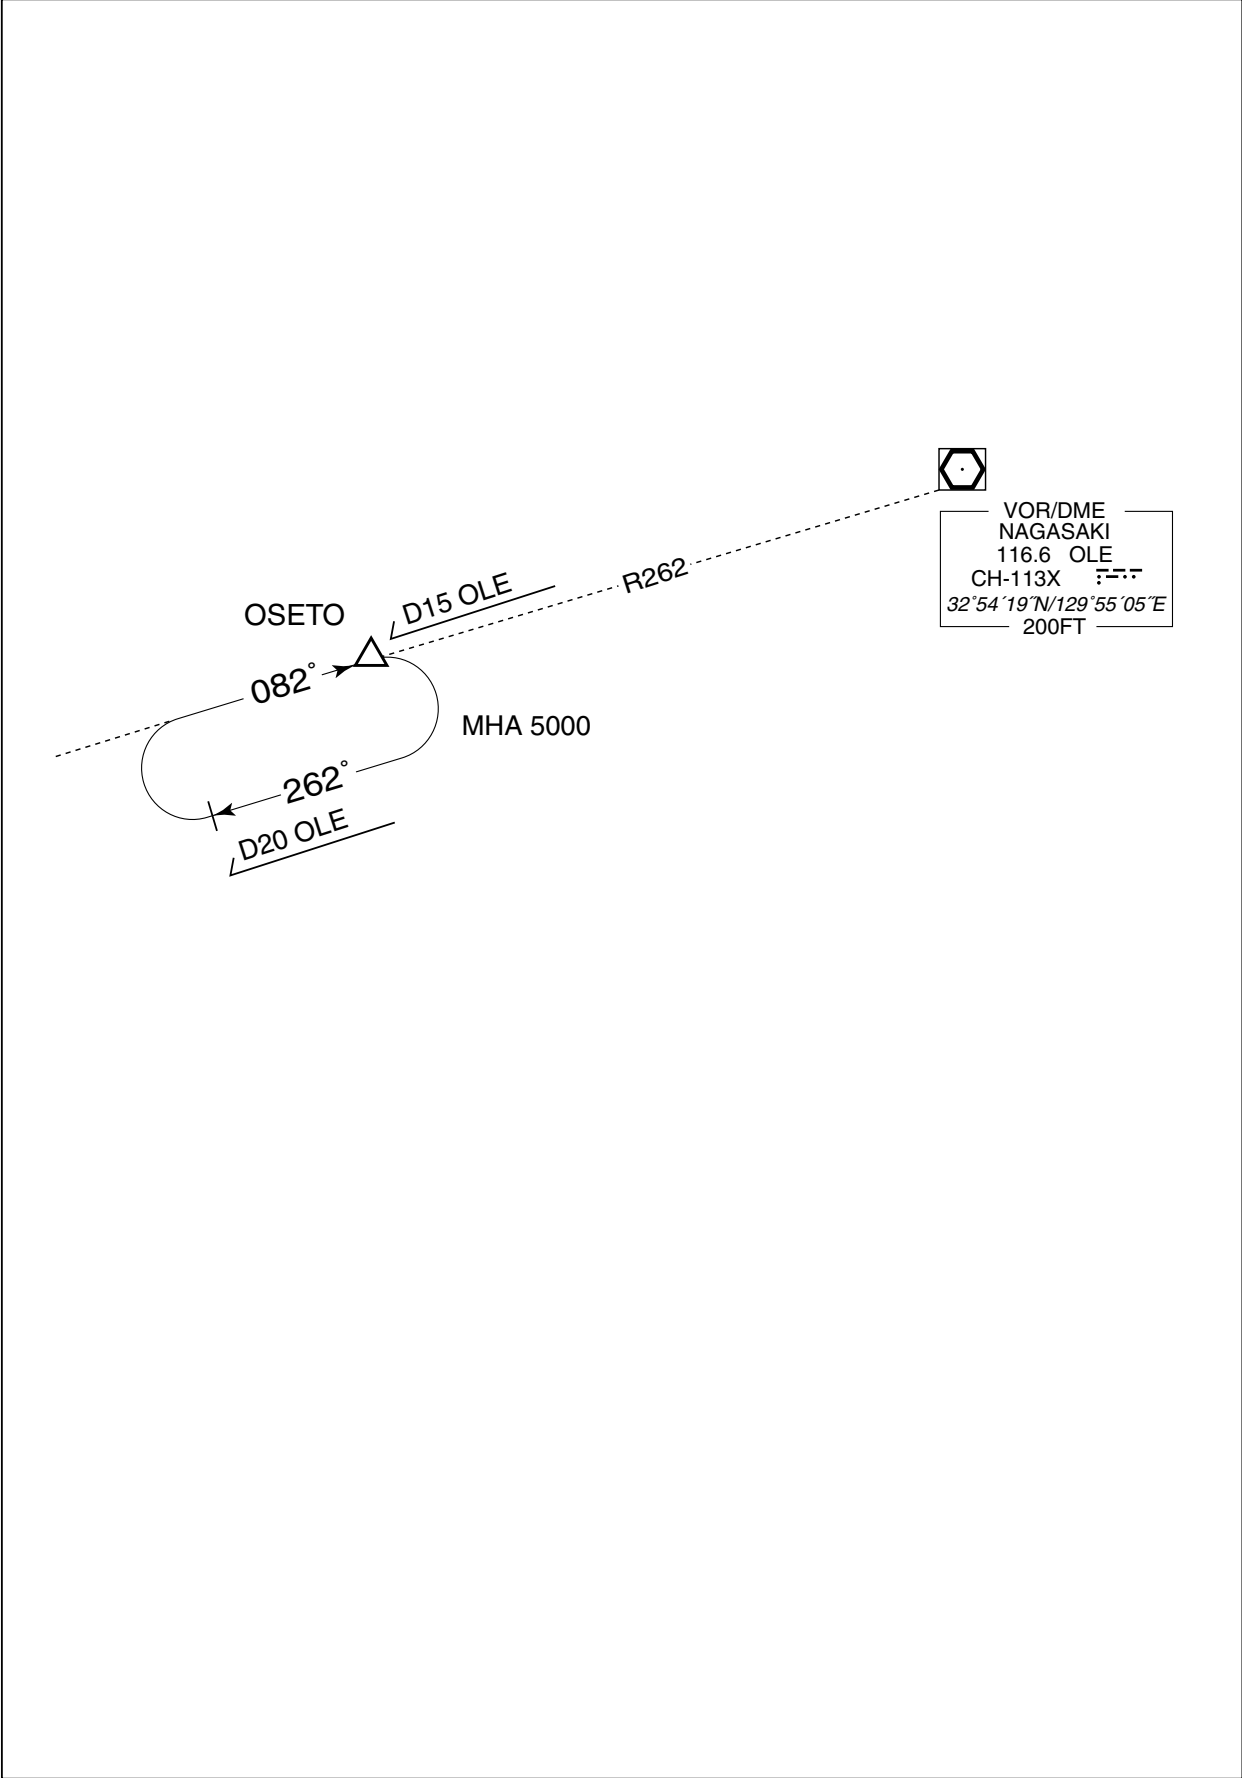 VOR/DME
NAGASAKI
116.6 OLE
CH-113X
32°54´19˝N/129°55´05˝E
200FT
R262
D15 OLE
OSETO
082°
MHA 5000
262°
D20 OLE